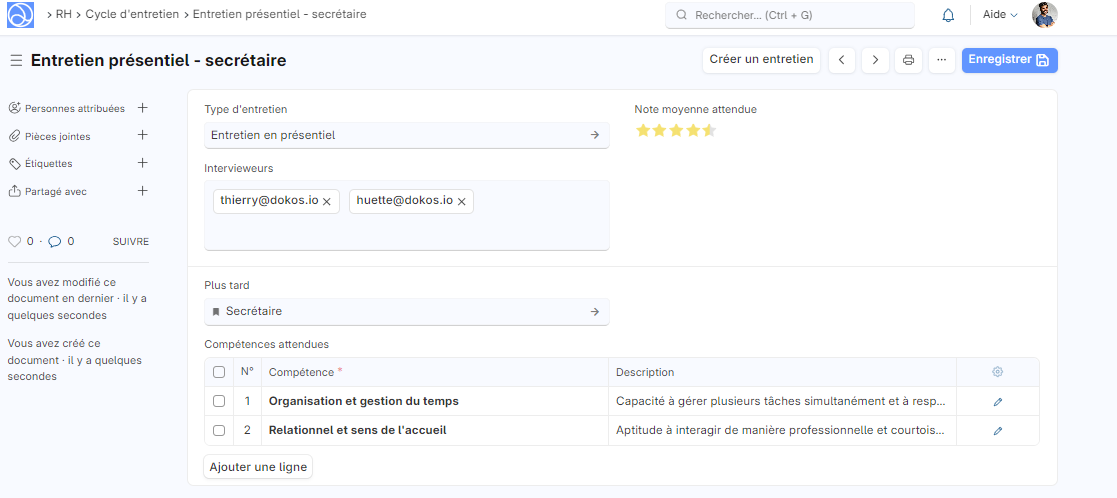 RH > Cycle d'entretien > Entretien présentiel - secrétaire
Rechercher... (Ctrl + G)
Aide
Entretien présentiel - secrétaire
Créer un entretien
...
Enregistrer
Personnes attribuées +
Pièces jointes +
Étiquettes +
Partagé avec +
0 · 0 SUIVRE
Vous avez modifié ce
document en dernier · il y a
quelques secondes
Vous avez créé ce
document · il y a quelques
secondes
Type d'entretien
Entretien en présentiel
Note moyenne attendue
Intervieweurs
thierry@dokos.io huette@dokos.io
Plus tard
Secrétaire
Compétences attendues
N° Compétence * Description
1 Organisation et gestion du temps Capacité à gérer plusieurs tâches simultanément et à resp...
2 Relationnel et sens de l'accueil Aptitude à interagir de manière professionnelle et courtois...
Ajouter une ligne